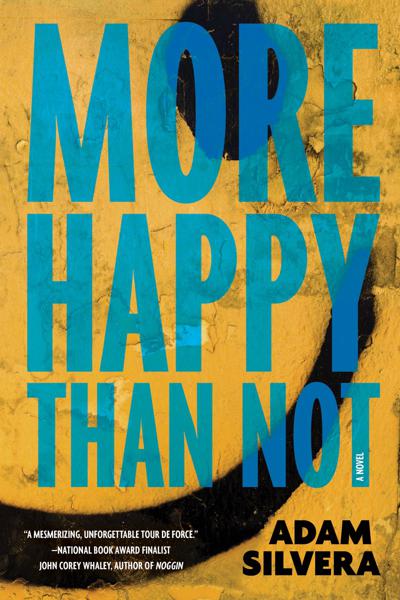 MORE
HAPPY
THAN NOT
A NOVEL
"A MESMERIZING, UNFORGETTABLE TOUR DE FORCE."
—NATIONAL BOOK AWARD FINALIST
JOHN COREY WHALEY, AUTHOR OF NOGGIN
ADAM
SILVERA